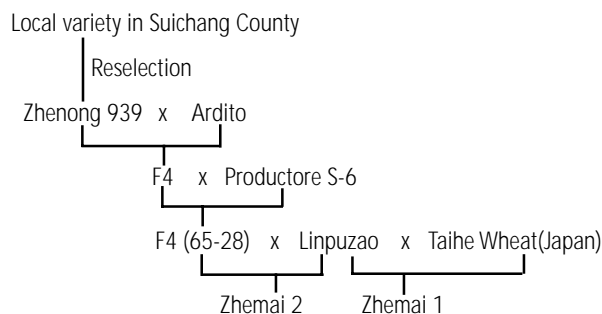 Local variety in Suichang County
Reselection
Zhenong 939 x Ardito
F4 x Productore S-6
F4 (65-28) x Linpuzao x Taihe Wheat(Japan)
Zhemai 2 Zhemai 1